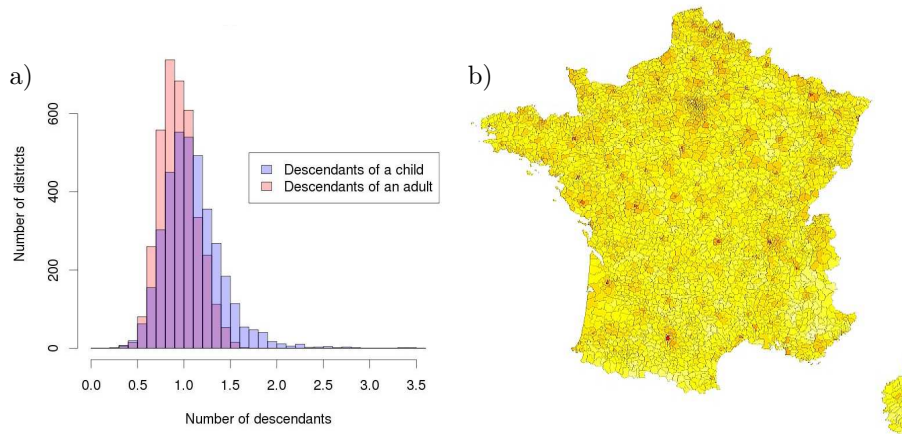 a)
Number of districts
600
400
200
0
Descendants of a child
Descendants of an adult
0.0 0.5 1.0 1.5 2.0 2.5 3.0 3.5
Number of descendants
b)